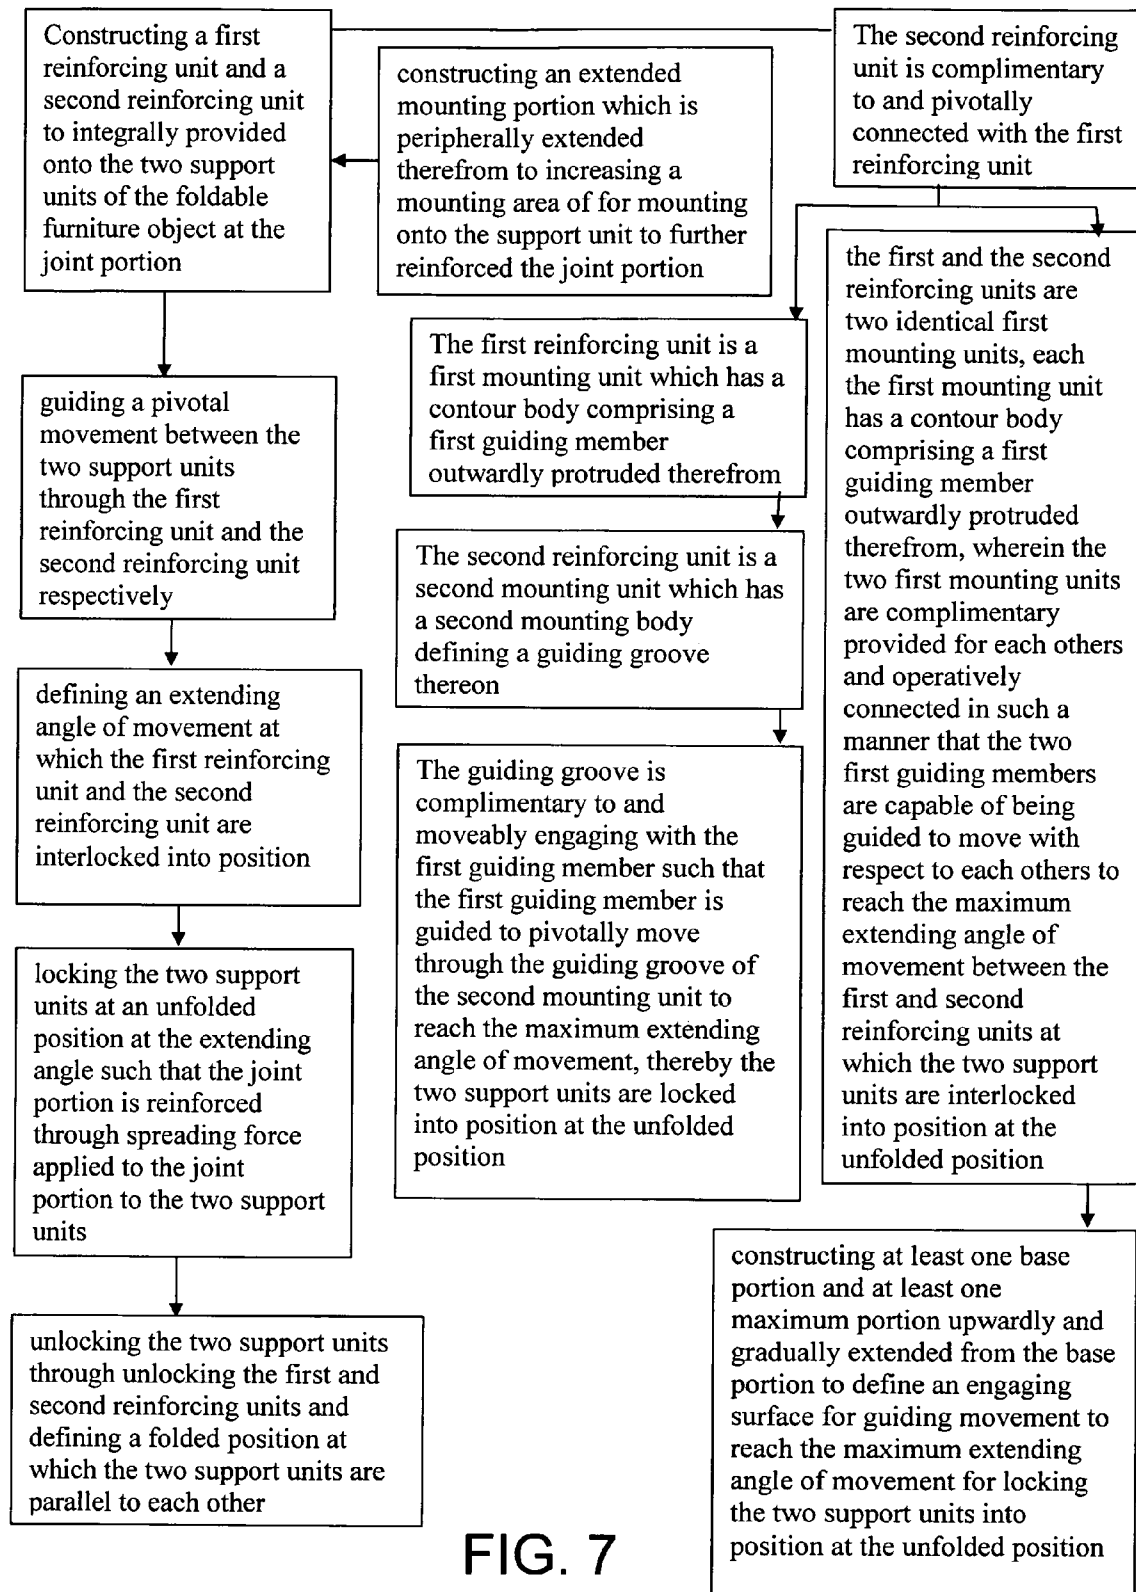 Constructing a first
reinforcing unit and a
second reinforcing unit
to integrally provided
onto the two support
units of the foldable
furniture object at the
joint portion
constructing an extended
mounting portion which is
peripherally extended
therefrom to increasing a
mounting area of for mounting
onto the support unit to further
reinforced the joint portion
The second reinforcing
unit is complimentary
to and pivotally
connected with the first
reinforcing unit
guiding a pivotal
movement between the
two support units
through the first
reinforcing unit and the
second reinforcing unit
respectively
defining an extending
angle of movement at
which the first reinforcing
unit and the second
reinforcing unit are
interlocked into position
locking the two support
units at an unfolded
position at the extending
angle such that the joint
portion is reinforced
through spreading force
applied to the joint
portion to the two support
units
unlocking the two support units
through unlocking the first and
second reinforcing units and
defining a folded position at
which the two support units are
parallel to each other
The first reinforcing unit is a
first mounting unit which has a
contour body comprising a
first guiding member
outwardly protruded therefrom
The second reinforcing unit is a
second mounting unit which has
a second mounting body
defining a guiding groove
thereon
The guiding groove is
complimentary to and
moveably engaging with the
first guiding member such that
the first guiding member is
guided to pivotally move
through the guiding groove of
the second mounting unit to
reach the maximum extending
angle of movement, thereby the
two support units are locked
into position at the unfolded
position
the first and the second
reinforcing units are
two identical first
mounting units, each
the first mounting unit
has a contour body
comprising a first
guiding member
outwardly protruded
therefrom, wherein the
two first mounting units
are complimentary
provided for each others
and operatively
connected in such a
manner that the two
first guiding members
are capable of being
guided to move with
respect to each others to
reach the maximum
extending angle of
movement between the
first and second
reinforcing units at
which the two support
units are interlocked
into position at the
unfolded position
constructing at least one base
portion and at least one
maximum portion upwardly and
gradually extended from the base
portion to define an engaging
surface for guiding movement to
reach the maximum extending
angle of movement for locking
the two support units into
position at the unfolded position
FIG. 7